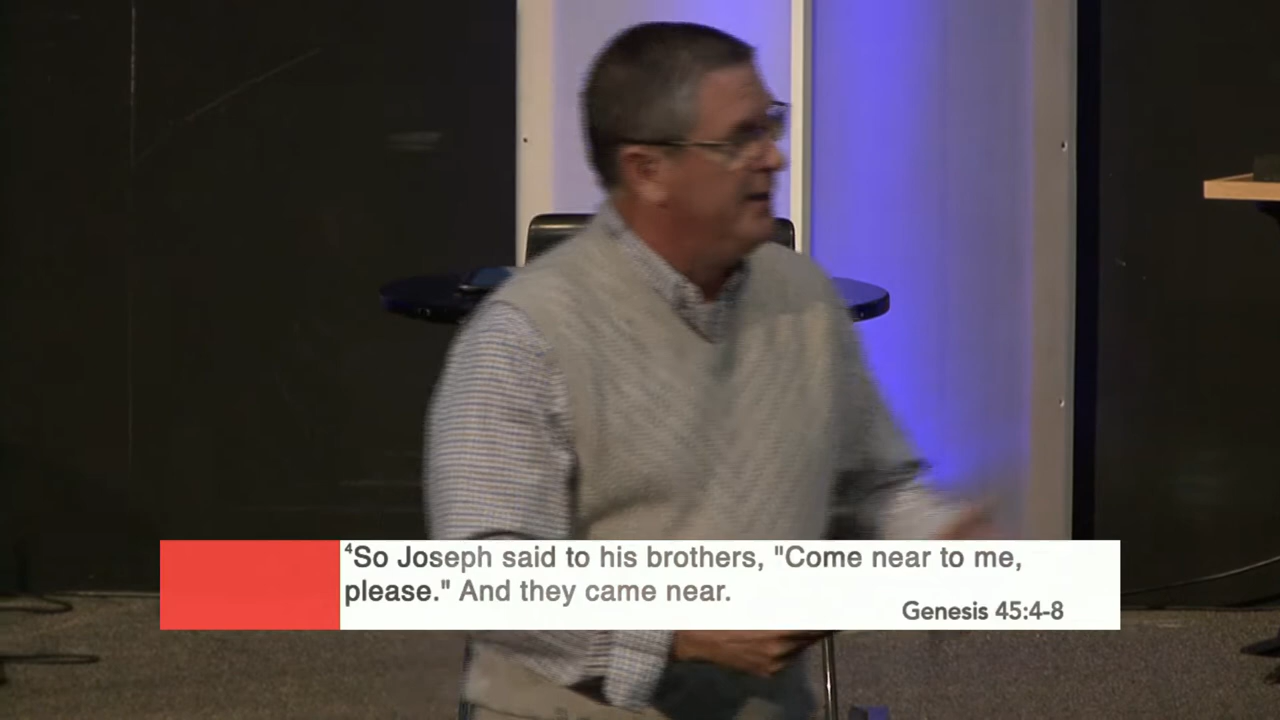 ⁴So Joseph said to his brothers, "Come near to me,
please." And they came near.
Genesis 45:4-8